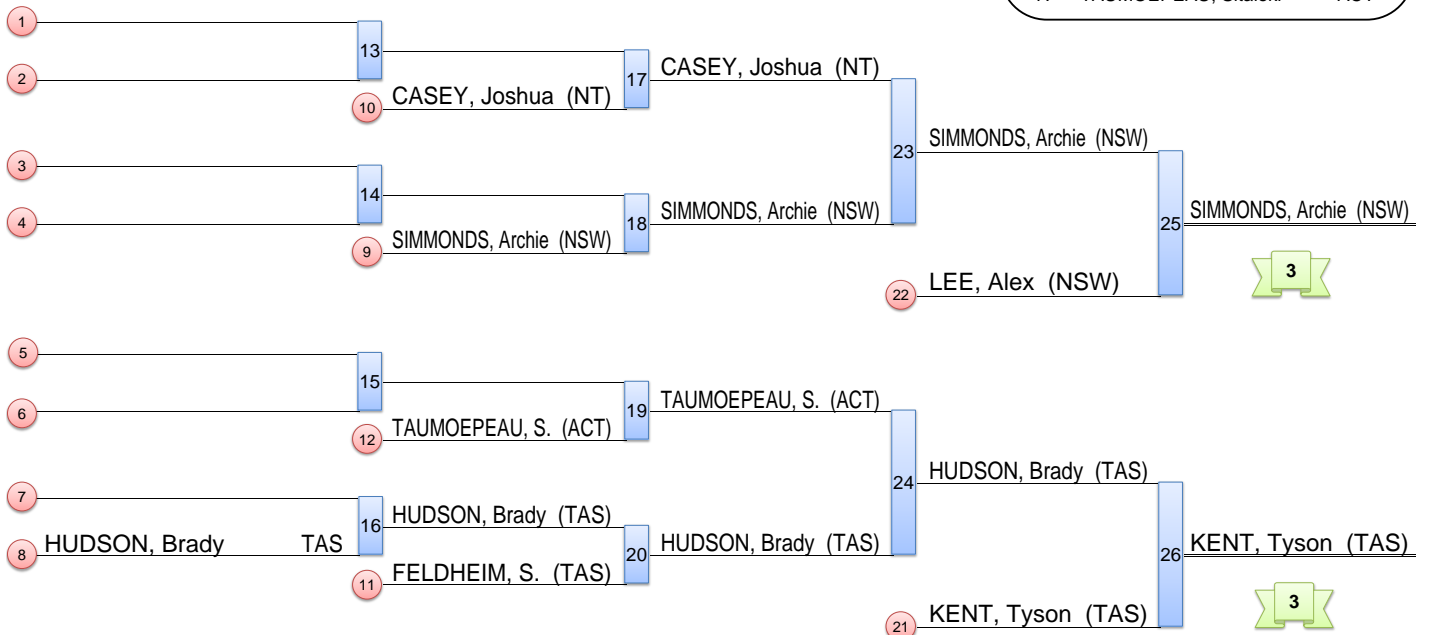 1
13
CASEY, Joshua (NT)
2
17
10 CASEY, Joshua (NT)
SIMMONDS, Archie (NSW)
23
3
14
SIMMONDS, Archie (NSW)
SIMMONDS, Archie (NSW)
4
18
25
9 SIMMONDS, Archie (NSW)
3
22 LEE, Alex (NSW)
5
15
TAUMOEPEAU, S. (ACT)
6
19
12 TAUMOEPEAU, S. (ACT)
HUDSON, Brady (TAS)
24
7
HUDSON, Brady (TAS)
16
HUDSON, Brady (TAS)
KENT, Tyson (TAS)
8 HUDSON, Brady TAS
20
26
11 FELDHEIM, S. (TAS)
3
21 KENT, Tyson (TAS)